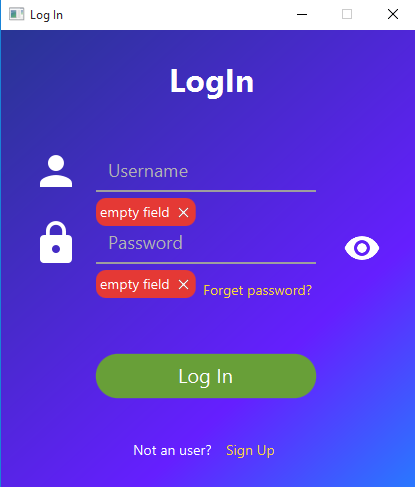 Log In
LogIn
Username
empty field
Password
empty field
Forget password?
Log In
Not an user? Sign Up